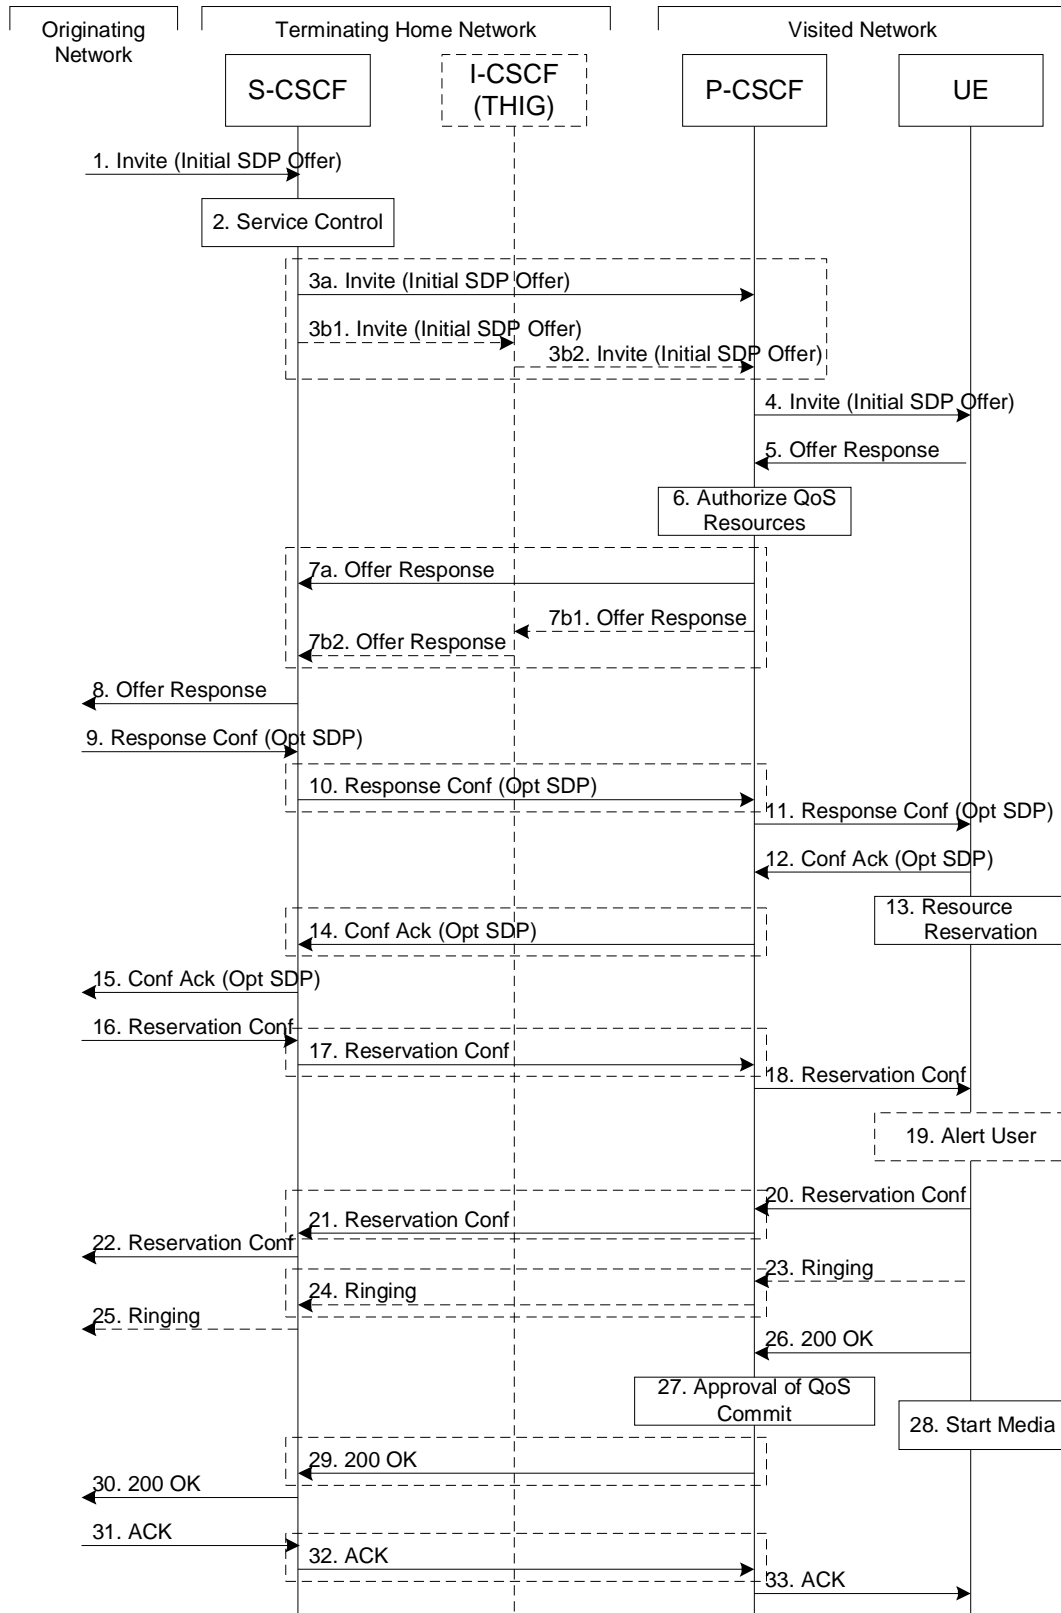 Originating
Network
Terminating Home Network
Visited Network
S-CSCF
I-CSCF
(THIG)
P-CSCF
UE
1. Invite (Initial SDP Offer)
2. Service Control
3a. Invite (Initial SDP Offer)
3b1. Invite (Initial SDP Offer)
3b2. Invite (Initial SDP Offer)
4. Invite (Initial SDP Offer)
5. Offer Response
6. Authorize QoS
Resources
7a. Offer Response
7b1. Offer Response
7b2. Offer Response
8. Offer Response
9. Response Conf (Opt SDP)
10. Response Conf (Opt SDP)
11. Response Conf (Opt SDP)
12. Conf Ack (Opt SDP)
13. Resource
Reservation
14. Conf Ack (Opt SDP)
15. Conf Ack (Opt SDP)
16. Reservation Conf
17. Reservation Conf
18. Reservation Conf
19. Alert User
20. Reservation Conf
21. Reservation Conf
22. Reservation Conf
23. Ringing
24. Ringing
25. Ringing
26. 200 OK
27. Approval of QoS
Commit
28. Start Media
29. 200 OK
30. 200 OK
31. ACK
32. ACK
33. ACK